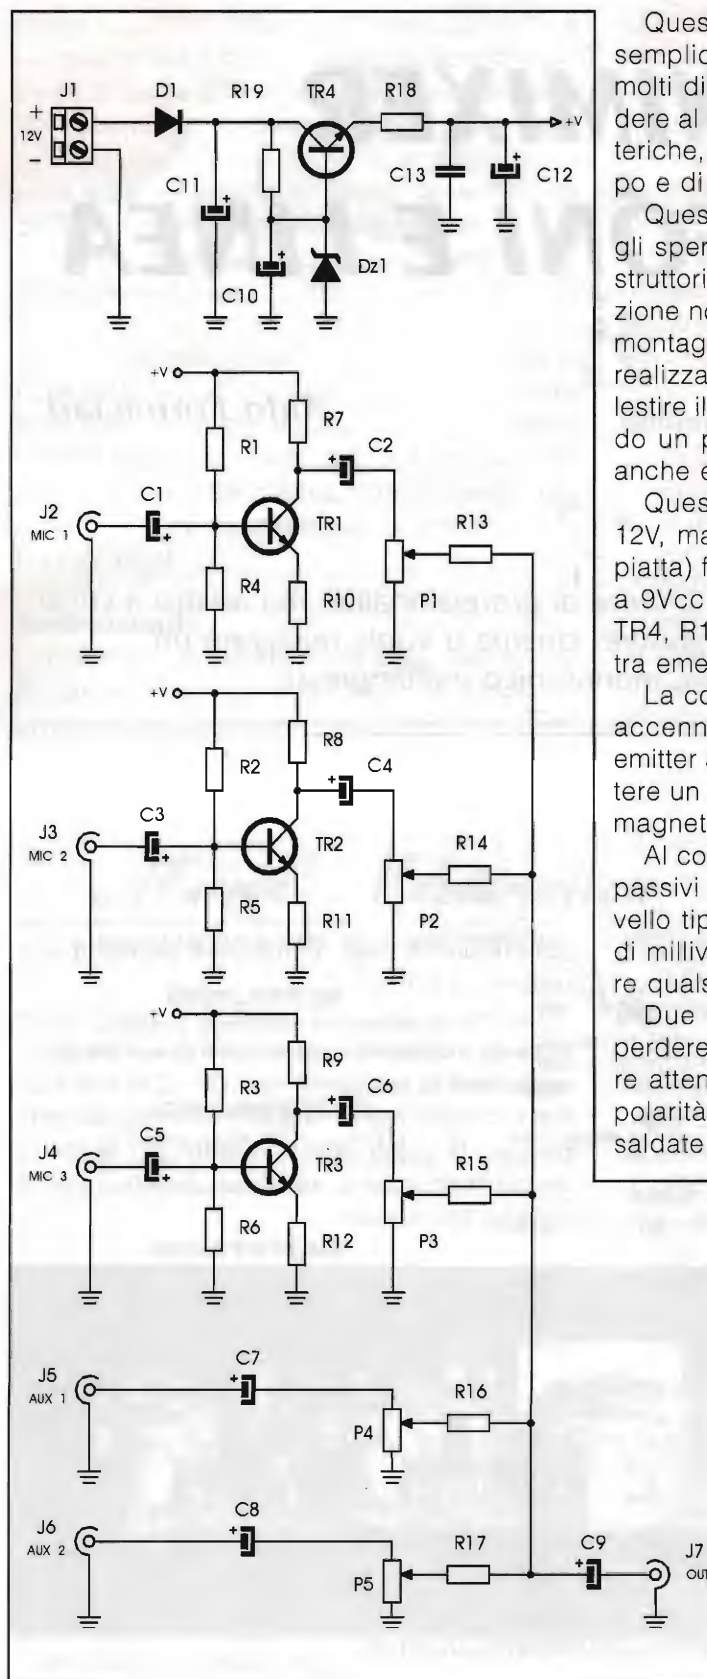 J1
D1
R19
TR4
R18
+
12V
−
+V
C11
C13
C12
C10
Dz1
+V
R1
R7
C2
J2
MIC 1
C1
TR1
R13
R4
R10
P1
+V
R2
R8
C4
J3
MIC 2
C3
TR2
R14
R5
R11
P2
+V
R3
R9
C6
J4
MIC 3
C5
TR3
R15
R6
R12
P3
J5
AUX 1
C7
R16
P4
J6
AUX 2
C8
R17
C9
J7
OUT
P5
Ques
semplic
molti di
dere al
teriche,
po e di
Ques
gli sper
struttori
zione no
montag
realizza
lestire il
do un p
anche e
Ques
12V, ma
piatta) f
a 9Vcc
TR4, R1
tra eme
La co
accenn
emitter a
tere un
magnet
Al co
passivi
vello tip
di milliv
re quals
Due
perdere
re atten
polarità
saldate